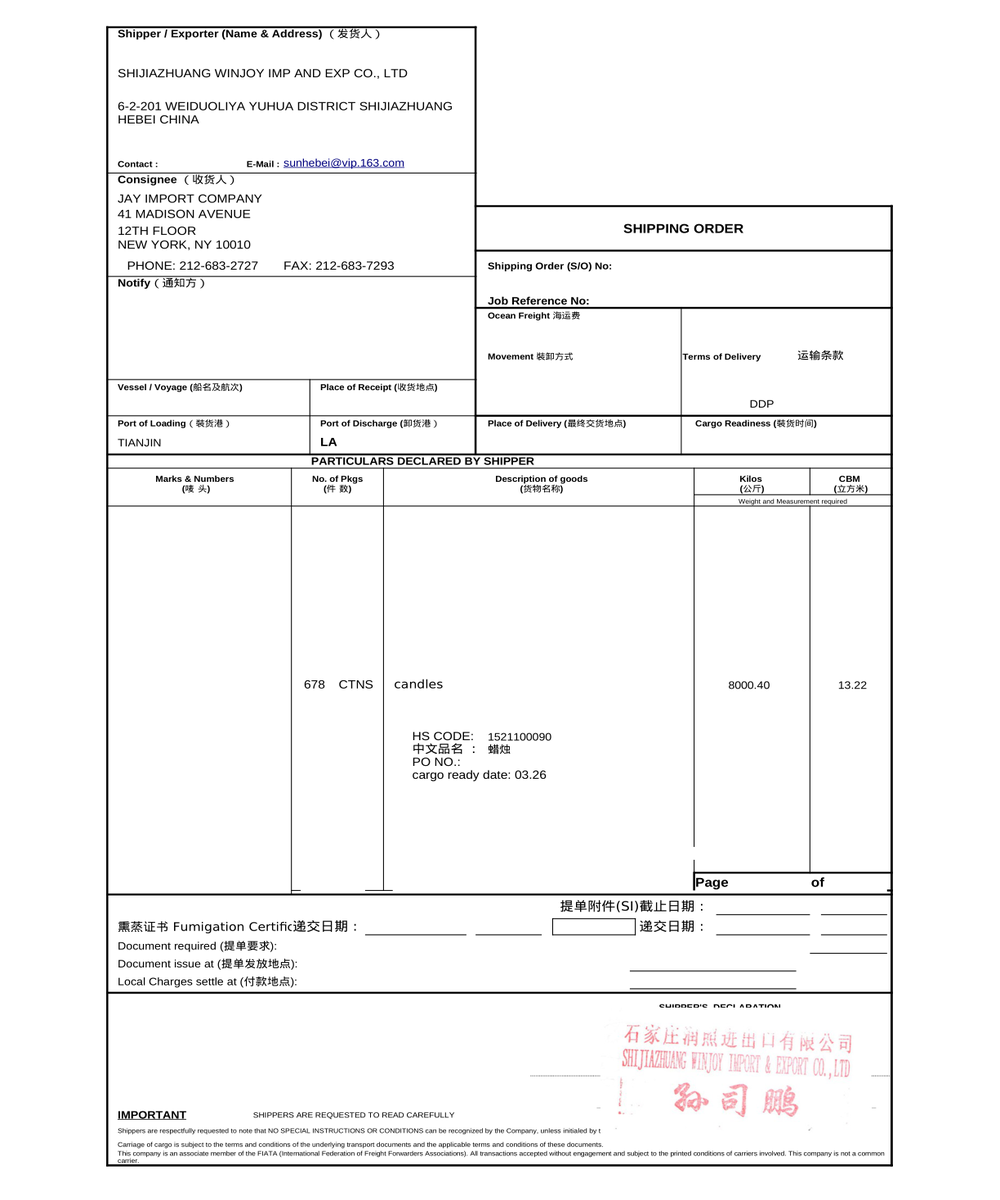 Shipper / Exporter (Name & Address) （发货人）
SHIJIAZHUANG WINJOY IMP AND EXP CO., LTD
6-2-201 WEIDUOLIYA YUHUA DISTRICT SHIJIAZHUANG
HEBEI CHINA
Contact : E-Mail : sunhebei@vip.163.com
Consignee （收货人）
JAY IMPORT COMPANY
41 MADISON AVENUE
12TH FLOOR
NEW YORK, NY 10010
PHONE: 212-683-2727 FAX: 212-683-7293
SHIPPING ORDER
Shipping Order (S/O) No:
Job Reference No:
Notify（通知方）
Ocean Freight 海运费
Movement 裝卸方式
Terms of Delivery 运输条款
DDP
Vessel / Voyage (船名及航次)
Place of Receipt (收货地点)
Port of Loading（裝货港）
TIANJIN
Port of Discharge (卸货港）
LA
Place of Delivery (最終交货地点)
Cargo Readiness (裝货时间)
PARTICULARS DECLARED BY SHIPPER
Marks & Numbers
(唛 头)
No. of Pkgs
(件 数)
Description of goods
(货物名称)
Kilos
(公斤)
CBM
(立方米)
Weight and Measurement required
678 CTNS candles 8000.40 13.22
HS CODE: 1521100090
中文品名 ： 蜡烛
PO NO.:
cargo ready date: 03.26
Page of
提单附件(SI)截止日期：
熏蒸证书 Fumigation Certific递交日期： 递交日期：
Document required (提单要求):
Document issue at (提单发放地点):
Local Charges settle at (付款地点):
SHIPPER'S DECLARATION
石家庄润照进出口有限公司
SHIJIAZHUANG WINJOY IMPORT & EXPORT CO.,LTD
孙司鹏
IMPORTANT SHIPPERS ARE REQUESTED TO READ CAREFULLY
Shippers are respectfully requested to note that NO SPECIAL INSTRUCTIONS OR CONDITIONS can be recognized by the Company, unless initialed by t
Carriage of cargo is subject to the terms and conditions of the underlying transport documents and the applicable terms and conditions of these documents.
This company is an associate member of the FIATA (International Federation of Freight Forwarders Associations). All transactions accepted without engagement and subject to the printed conditions of carriers involved. This company is not a common
carrier.